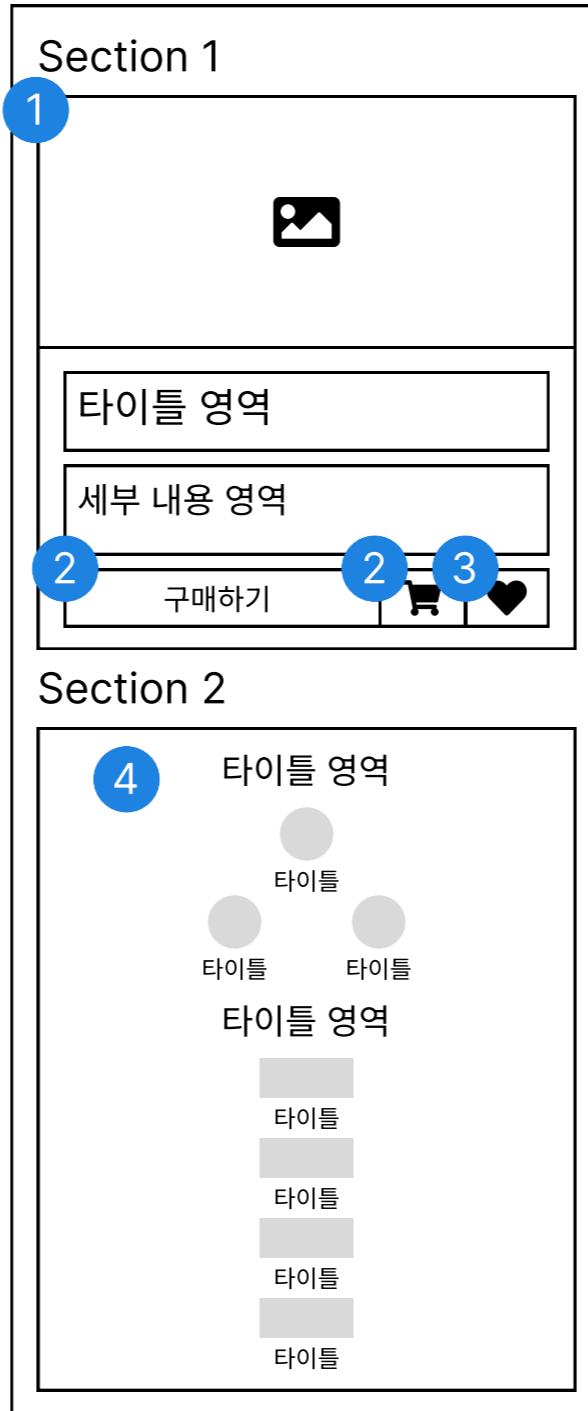 Section 1
1
타이틀 영역
세부 내용 영역
2 구매하기 2 3
Section 2
4 타이틀 영역
타이틀
타이틀 타이틀
타이틀 영역
타이틀
타이틀
타이틀
타이틀